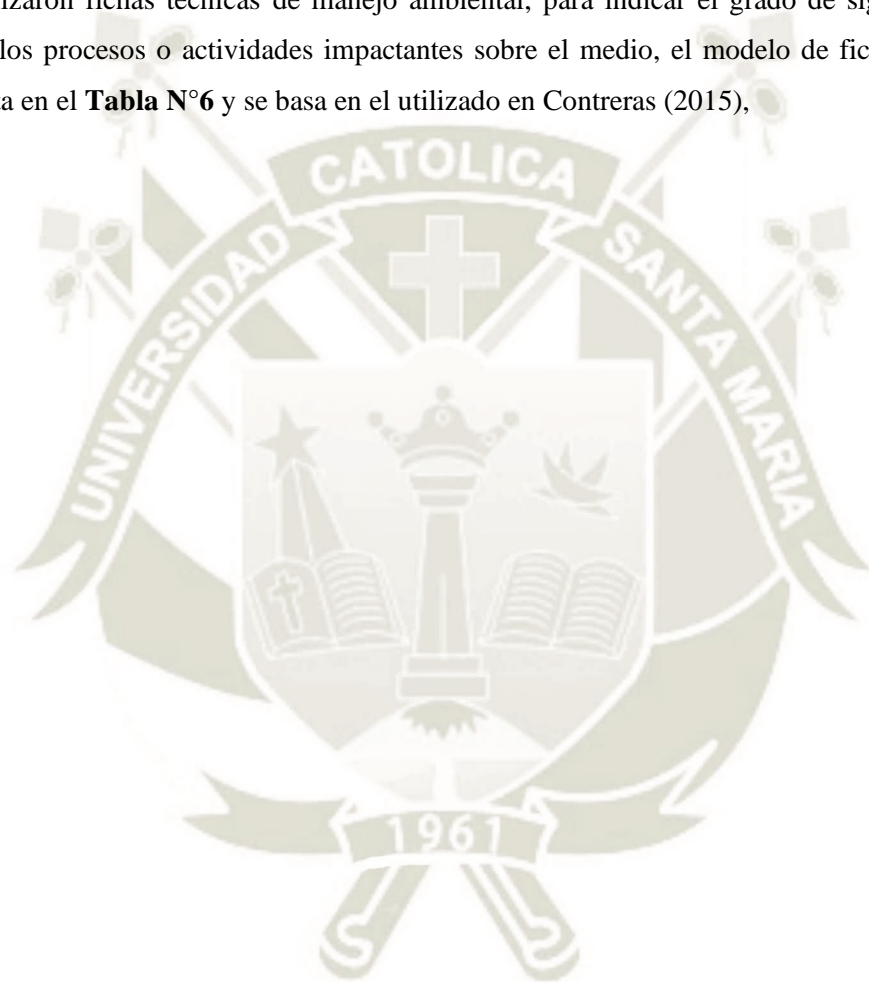 izaron fichas técnicas de manejo ambiental, para indicar el grado de sig
los procesos o actividades impactantes sobre el medio, el modelo de fic
ta en el Tabla N°6 y se basa en el utilizado en Contreras (2015),
UNIVERSIDAD CATOLICA SANTA MARIA
1961